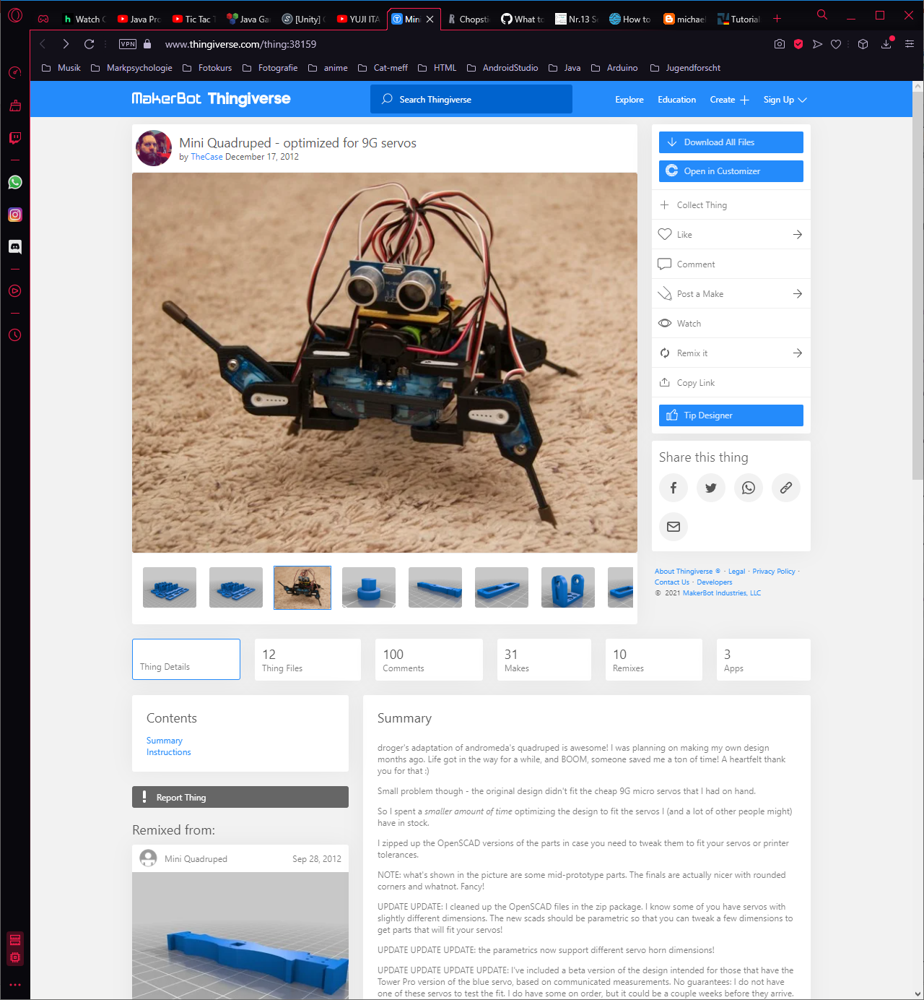 Watch
Java Pro
Tic Tac
Java Ga
[Unity]
YUJI ITA
Mini
Chopsti
What to
Nr.13 S
How to
michael
Tutorial
VPN
www.thingiverse.com/thing:38159
Musik
Markpsychologie
Fotokurs
Fotografie
anime
Cat-meff
HTML
AndroidStudio
Java
Arduino
Jugendforscht
MakerBot Thingiverse
Search Thingiverse
Explore
Education
Create
Sign Up
Mini Quadruped - optimized for 9G servos
by TheCase December 17, 2012
Download All Files
Open in Customizer
Collect Thing
Like
Comment
Post a Make
Watch
Remix it
Copy Link
Tip Designer
Share this thing
About Thingiverse ® · Legal · Privacy Policy ·
Contact Us · Developers
© 2021 MakerBot Industries, LLC
Thing Details
12
Thing Files
100
Comments
31
Makes
10
Remixes
3
Apps
Contents
Summary
Instructions
Report Thing
Remixed from:
Mini Quadruped
Sep 28, 2012
Summary
droger's adaptation of andromeda's quadruped is awesome! I was planning on making my own design
months ago. Life got in the way for a while, and BOOM, someone saved me a ton of time! A heartfelt thank
you for that :)
Small problem though - the original design didn't fit the cheap 9G micro servos that I had on hand.
So I spent a smaller amount of time optimizing the design to fit the servos I (and a lot of other people might)
have in stock.
I zipped up the OpenSCAD versions of the parts in case you need to tweak them to fit your servos or printer
tolerances.
NOTE: what's shown in the picture are some mid-prototype parts. The finals are actually nicer with rounded
corners and whatnot. Fancy!
UPDATE UPDATE: I cleaned up the OpenSCAD files in the zip package. I know some of you have servos with
slightly different dimensions. The new scads should be parametric so that you can tweak a few dimensions to
get parts that will fit your servos!
UPDATE UPDATE UPDATE: the parametrics now support different servo horn dimensions!
UPDATE UPDATE UPDATE UPDATE: I've included a beta version of the design intended for those that have the
Tower Pro version of the blue servo, based on communicated measurements. No guarantees: I do not have
one of these servos to test the fit. I do have some on order, but it could be a couple weeks before they arrive.